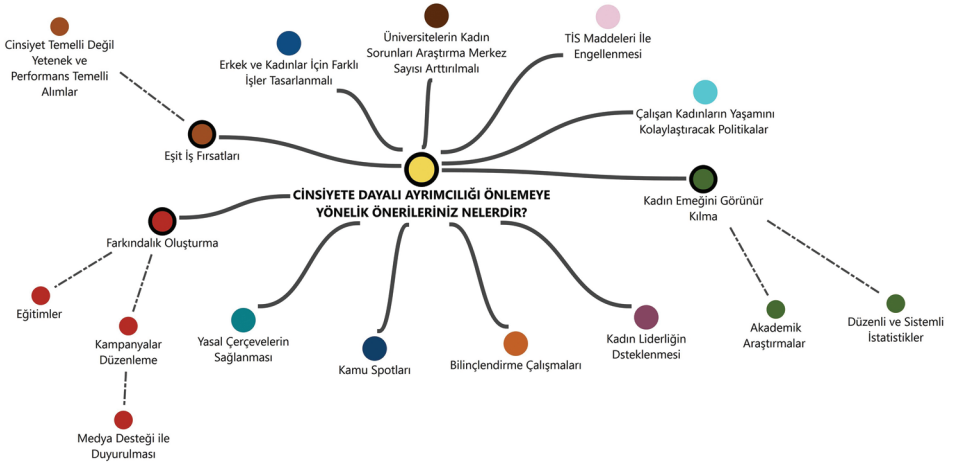 Cinsiyet Temelli Değil
Yetenek ve
Performans Temelli
Alımlar
Erkek ve Kadınlar İçin Farklı
İşler Tasarlanmalı
Üniversitelerin Kadın
Sorunları Araştırma Merkez
Sayısı Arttırılmalı
TİS Maddeleri İle
Engellenmesi
Çalışan Kadınların Yaşamını
Kolaylaştıracak Politikalar
Eşit İş Fırsatları
CİNSİYETE DAYALI AYRIMCILIĞI ÖNLEMEYE
YÖNELİK ÖNERİLERİNİZ NELERDİR?
Kadın Emeğini Görünür
Kılma
Farkındalık Oluşturma
Eğitimler
Kampanyalar
Düzenleme
Medya Desteği ile
Duyurulması
Yasal Çerçevelerin
Sağlanması
Kamu Spotları
Bilinçlendirme Çalışmaları
Kadın Liderliğin
Dsteklenmesi
Akademik
Araştırmalar
Düzenli ve Sistemli
İstatistikler